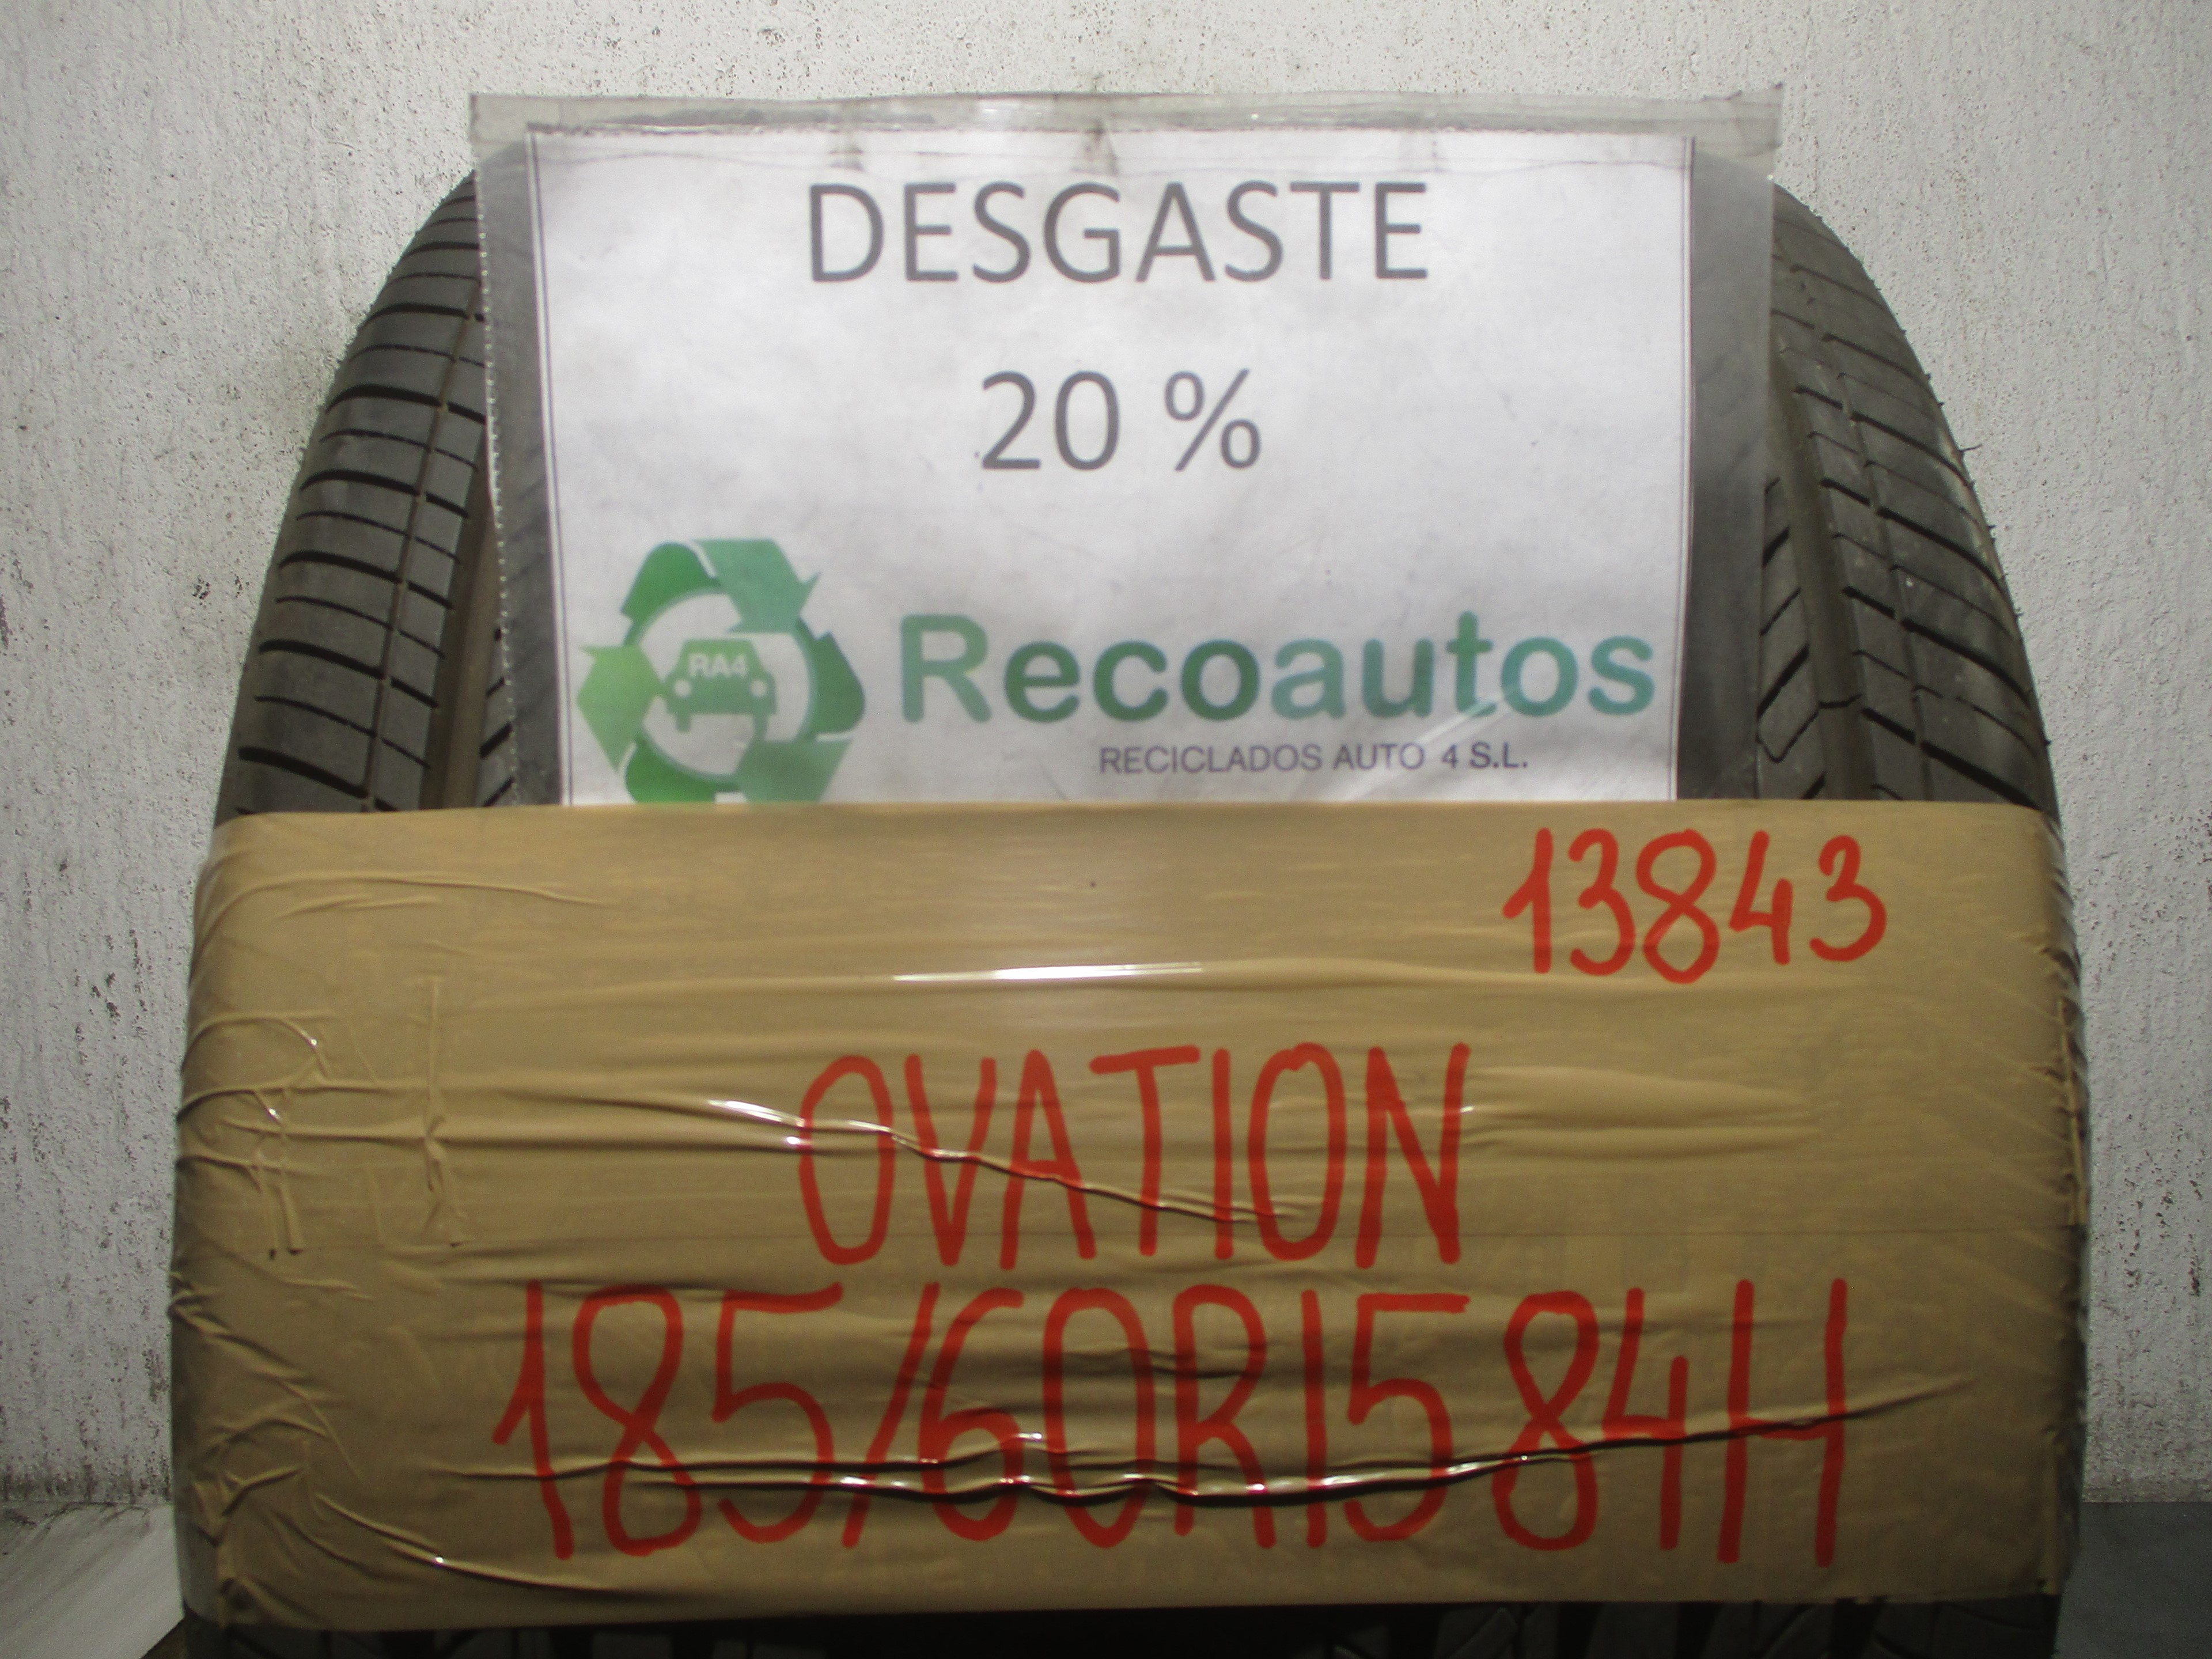 DESGASTE
20 %
RA4
Recoautos
RECICLADOS AUTO 4 S.L.
13843
OVATION
185/60R15 84H